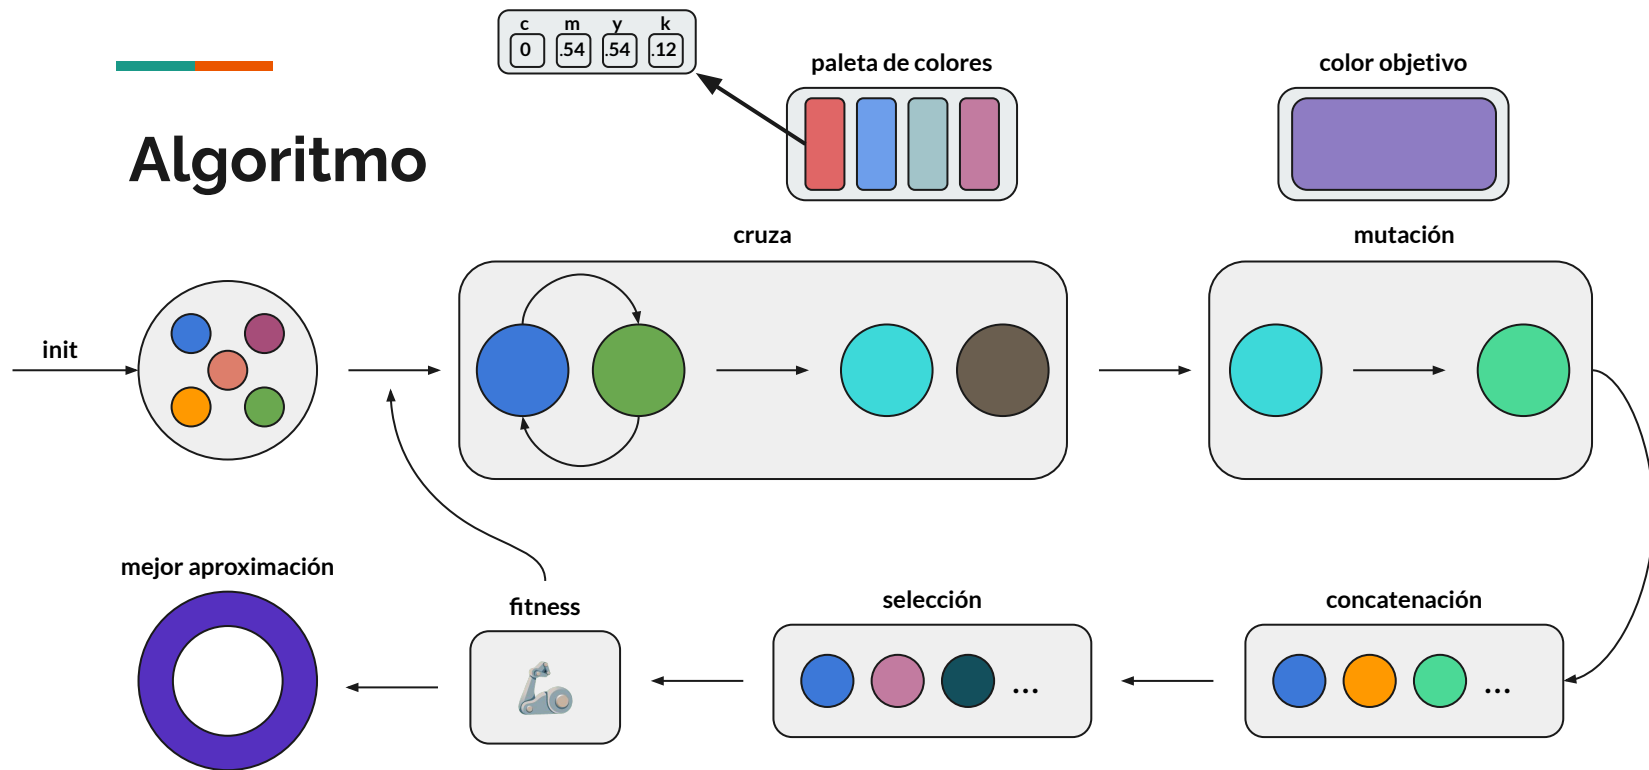 c m y k
0 .54 .54 .12
paleta de colores
color objetivo
Algoritmo
cruza
mutación
init
mejor aproximación
fitness
selección
concatenación
...
...